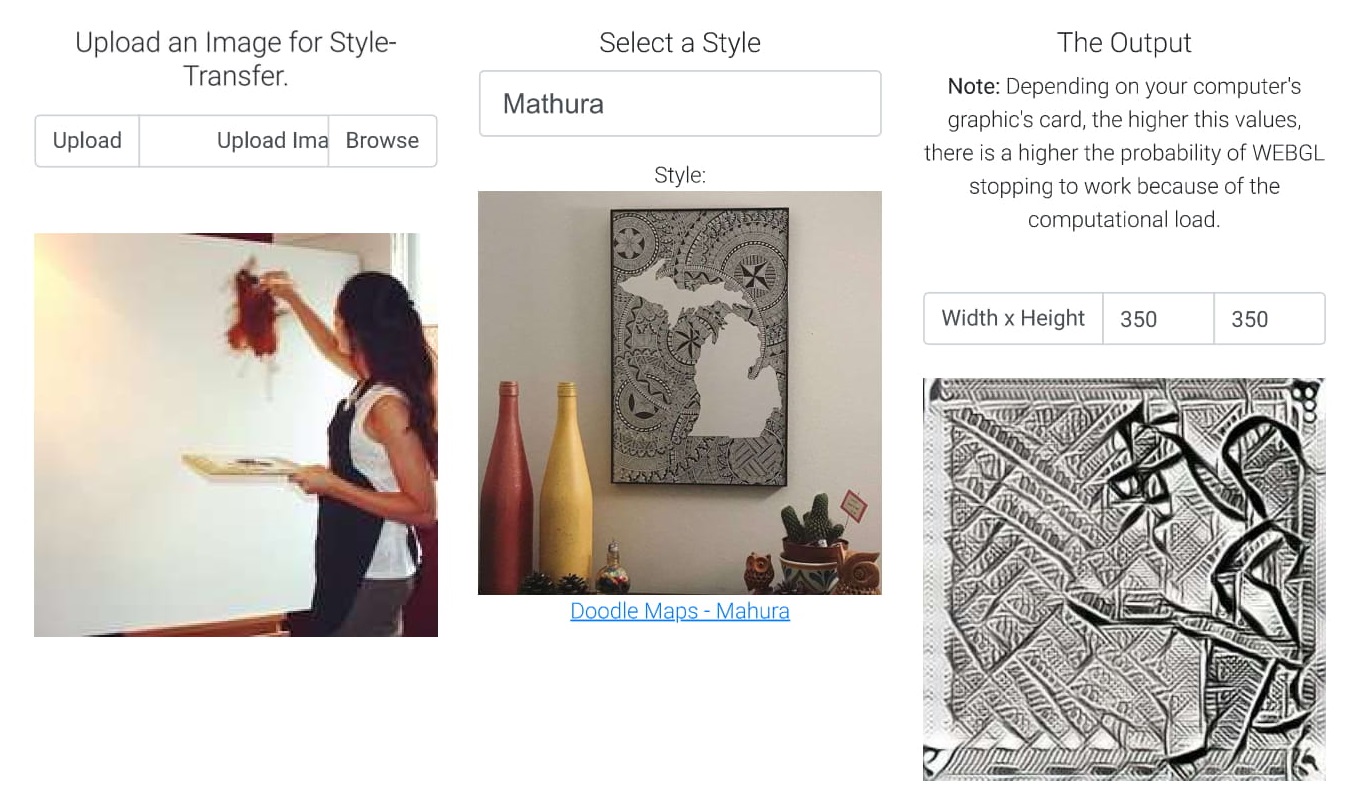 Upload an Image for Style-
Transfer.
Upload
Upload Ima
Browse
Select a Style
Mathura
Style:
Doodle Maps - Mahura
The Output
Note: Depending on your computer's
graphic's card, the higher this values,
there is a higher the probability of WEBGL
stopping to work because of the
computational load.
Width x Height
350
350